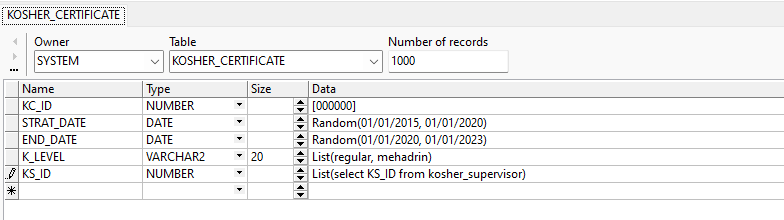 KOSHER_CERTIFICATE
Owner Table Number of records
SYSTEM KOSHER_CERTIFICATE 1000
Name Type Size Data
KC_ID NUMBER [000000]
STRAT_DATE DATE Random(01/01/2015, 01/01/2020)
END_DATE DATE Random(01/01/2020, 01/01/2023)
K_LEVEL VARCHAR2 20 List(regular, mehadrin)
KS_ID NUMBER List(select KS_ID from kosher_supervisor)